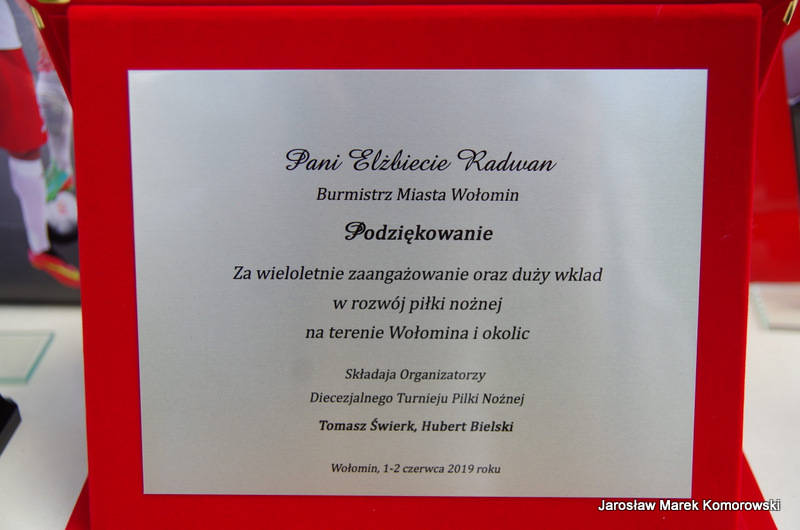 Pani Elżbiecie Radwan
Burmistrz Miasta Wołomin
Podziękowanie
Za wieloletnie zaangażowanie oraz duży wklad
w rozwój piłki nożnej
na terenie Wołomina i okolic
Składaja Organizatorzy
Diecezjalnego Turnieju Pilki Nożnej
Tomasz Świerk, Hubert Bielski
Wołomin, 1-2 czerwca 2019 roku
Jarosław Marek Komorowski